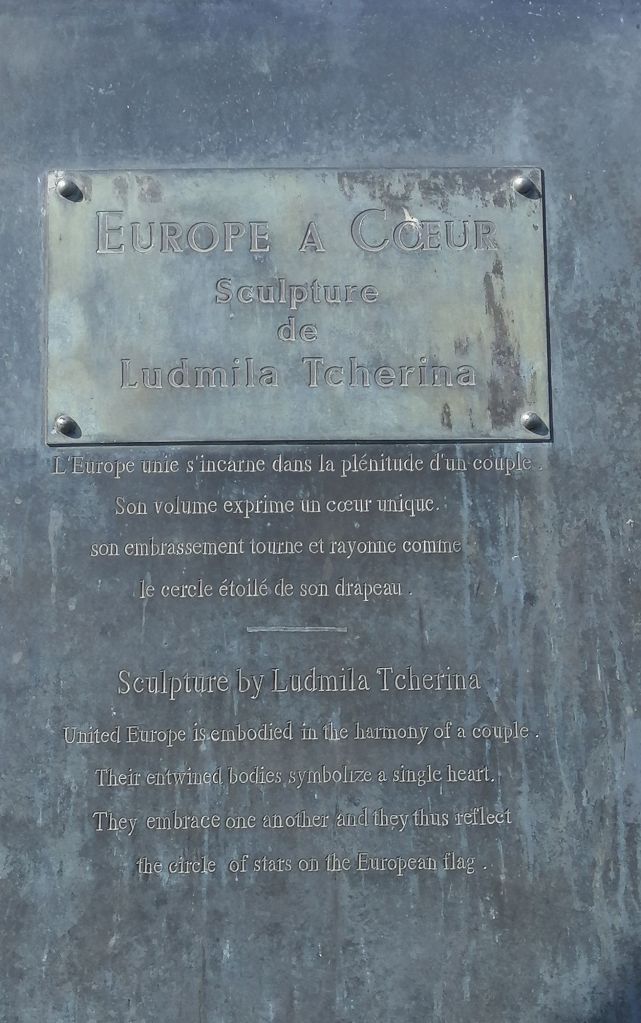 EUROPE A CŒUR
Sculpture
de
Ludmila Tcherina
L'Europe unie s'incarne dans la plénitude d'un couple .
Son volume exprime un cœur unique.
son embrassement tourne et rayonne comme
le cercle étoilé de son drapeau .
Sculpture by Ludmila Tcherina
United Europe is embodied in the harmony of a couple .
Their entwined bodies symbolize a single heart.
They embrace one another and they thus reflect
the circle of stars on the European flag .